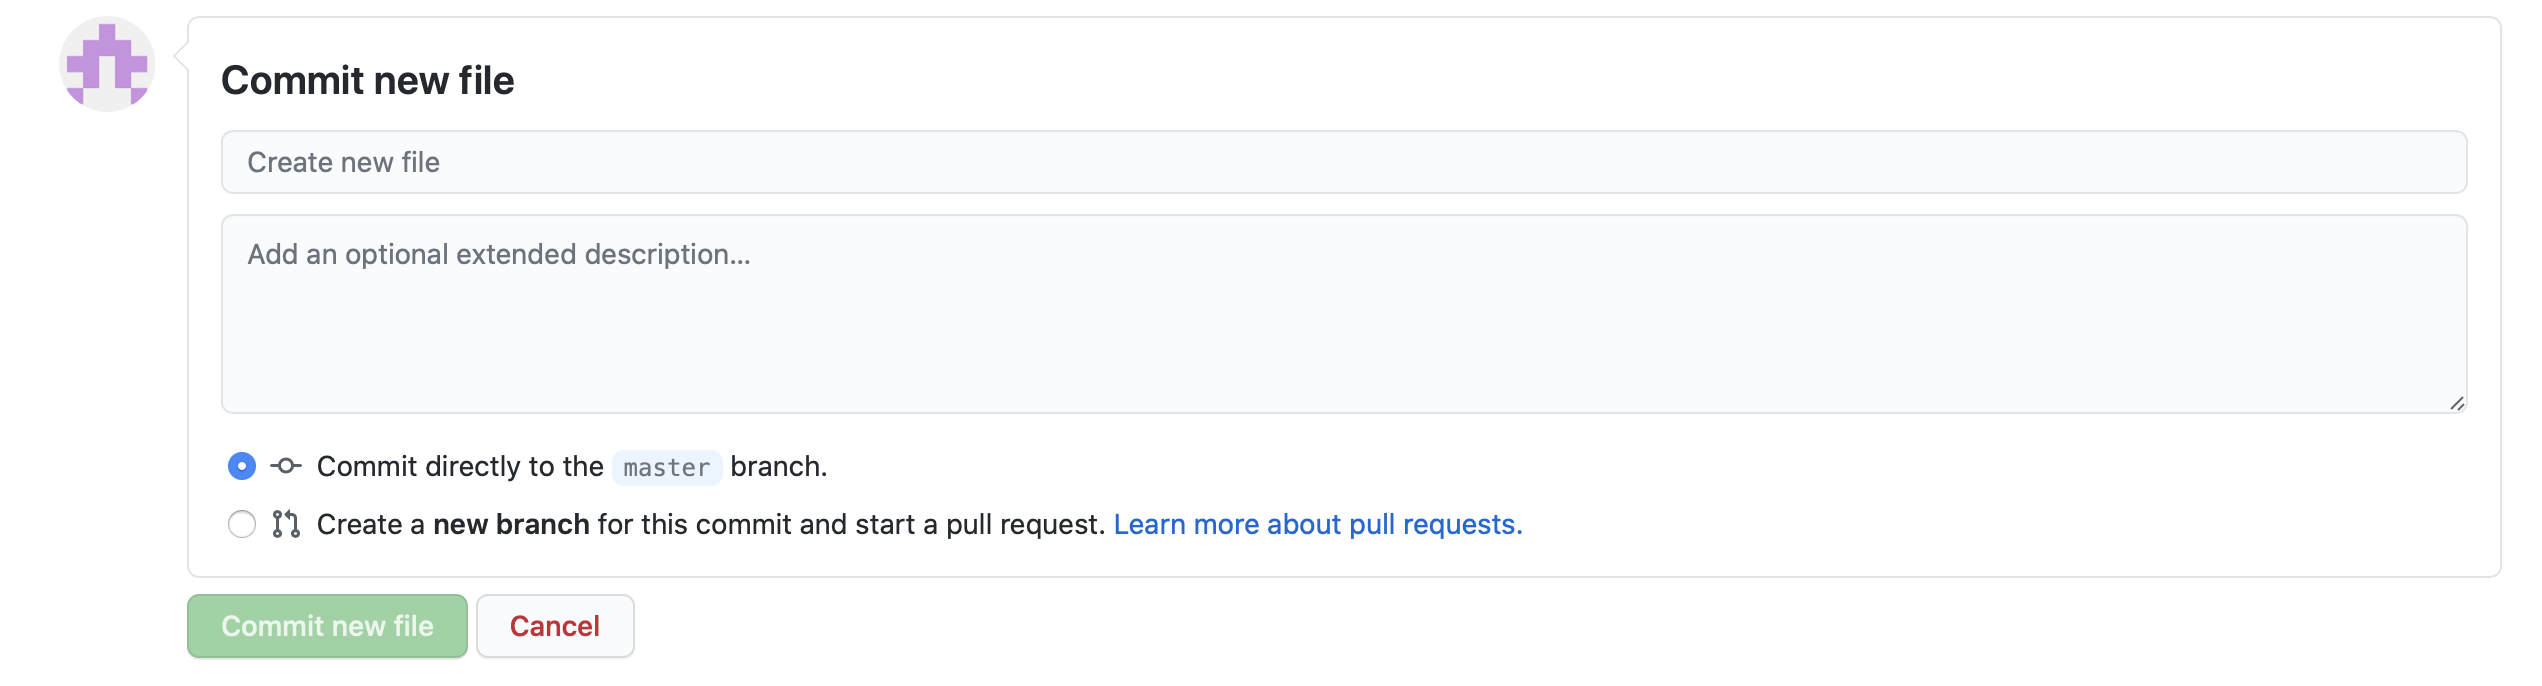 Commit new file
Create new file
Add an optional extended description...
Commit directly to the master branch.
Create a new branch for this commit and start a pull request. Learn more about pull requests.
Commit new file Cancel